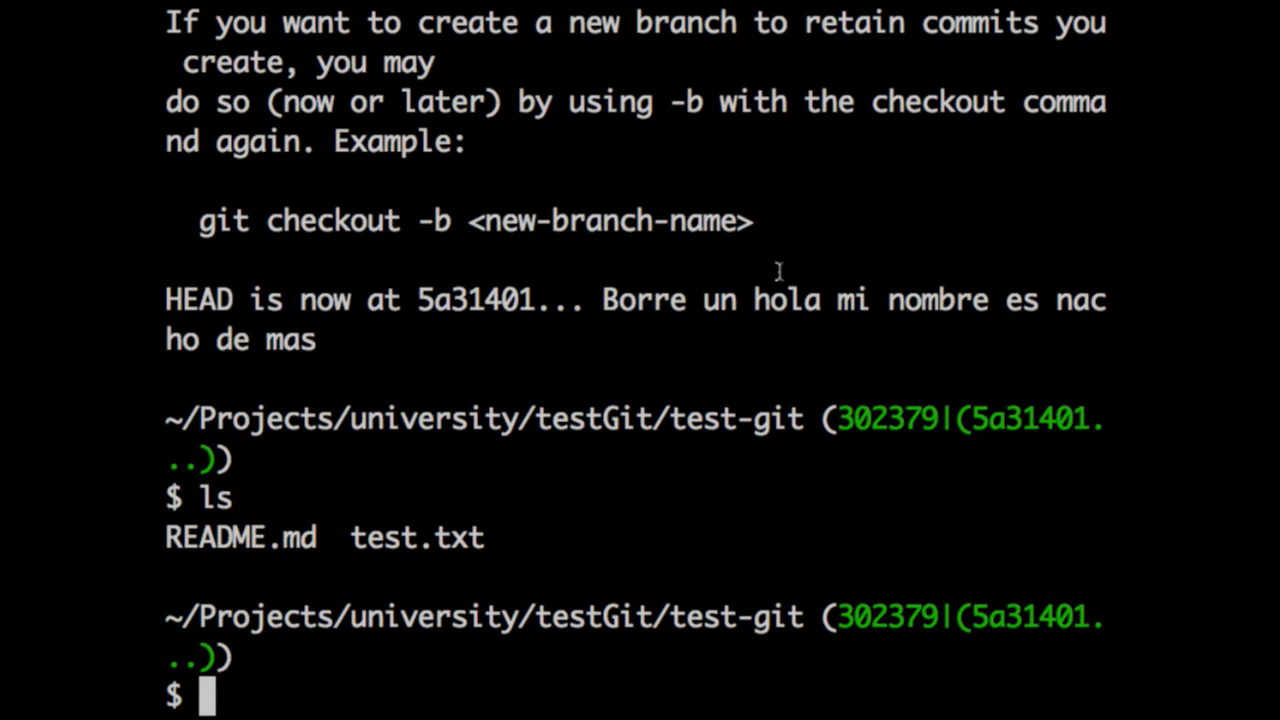 If you want to create a new branch to retain commits you
 create, you may
do so (now or later) by using -b with the checkout comma
nd again. Example:
  git checkout -b <new-branch-name>
HEAD is now at 5a31401... Borre un hola mi nombre es nac
ho de mas
~/Projects/university/testGit/test-git (302379|(5a31401.
..))
$ ls
README.md  test.txt
~/Projects/university/testGit/test-git (302379|(5a31401.
..))
$